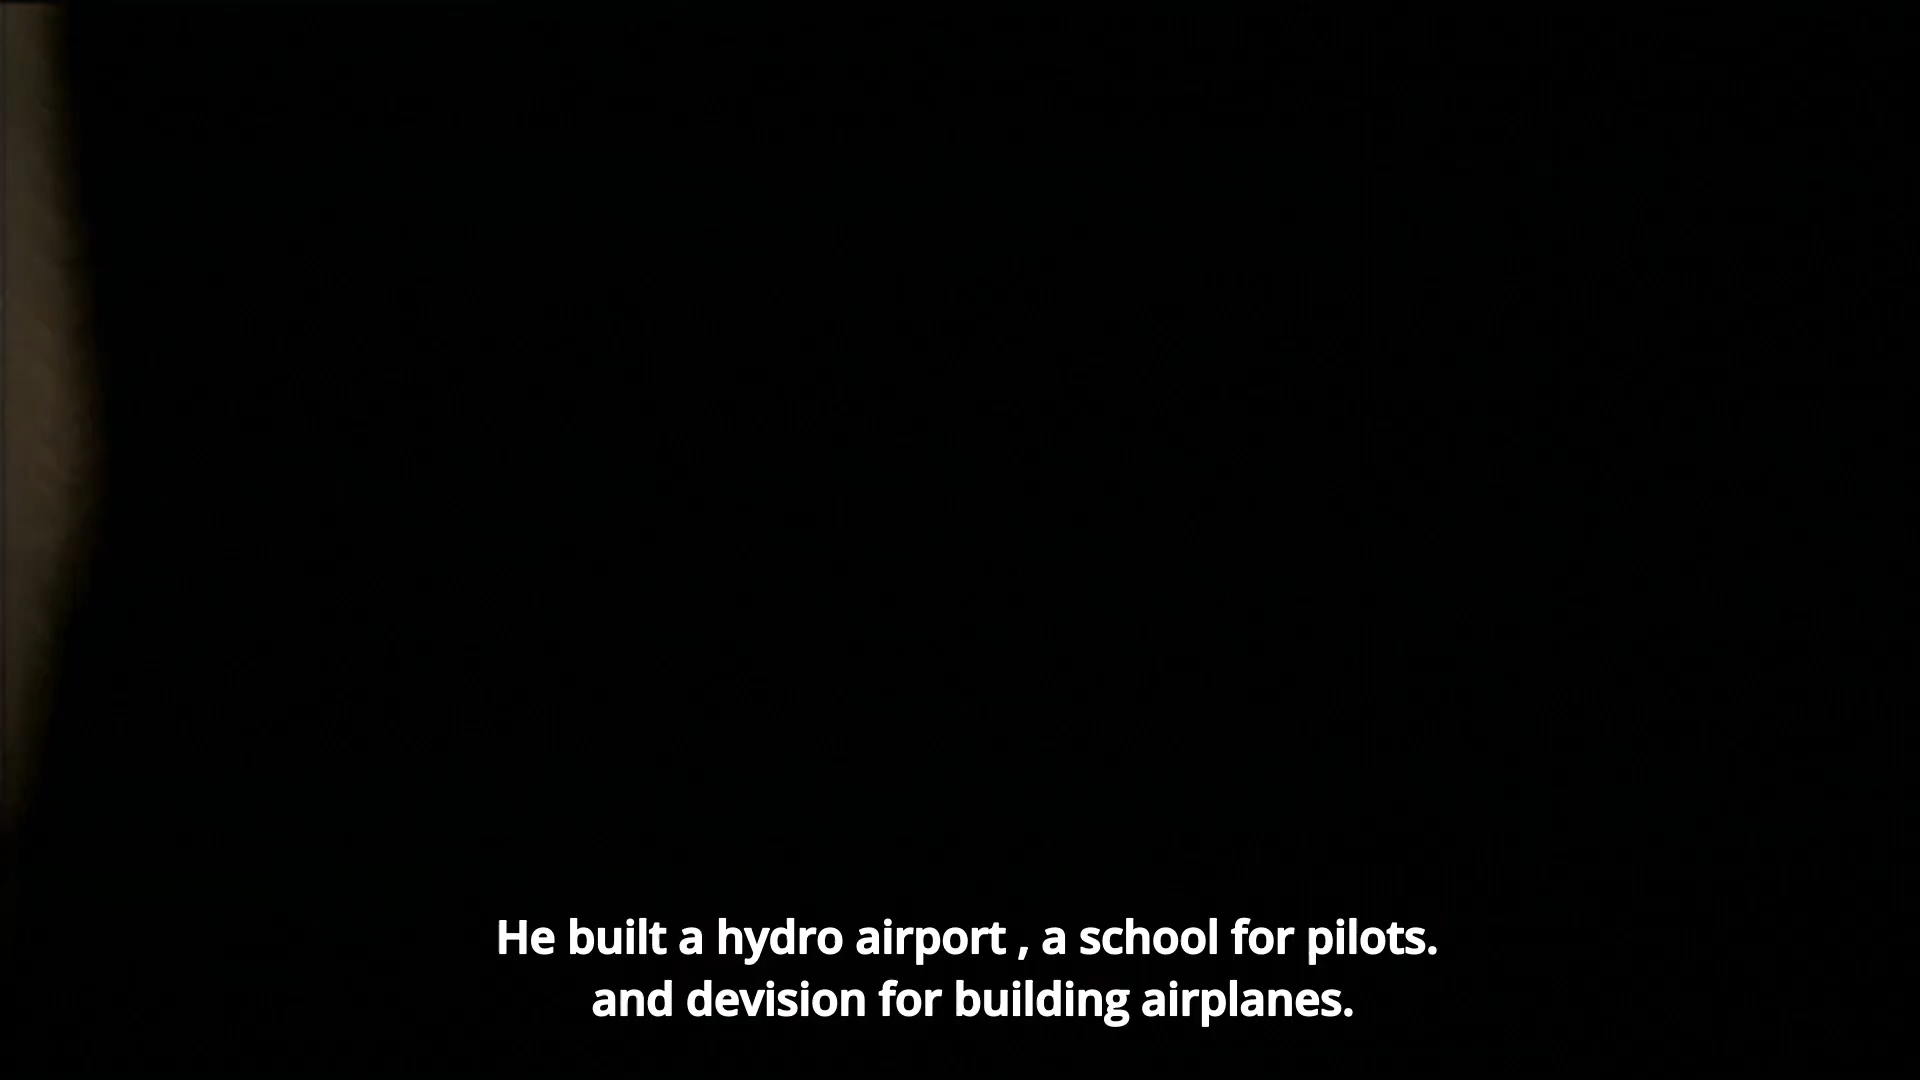 He built a hydro airport , a school for pilots.
and devision for building airplanes.